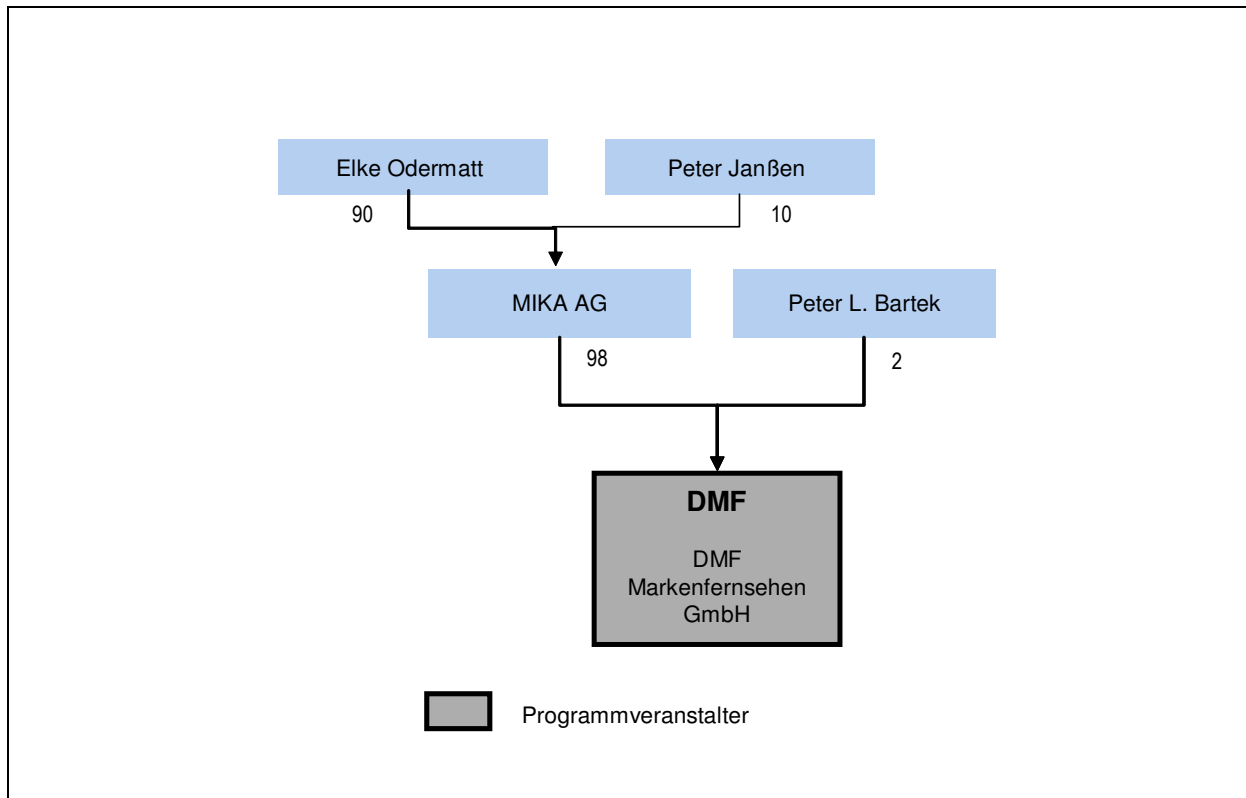 Elke Odermatt
Peter Janßen
90
10
MIKA AG
Peter L. Bartek
98
2
DMF
DMF
Markenfernsehen
GmbH
Programmveranstalter